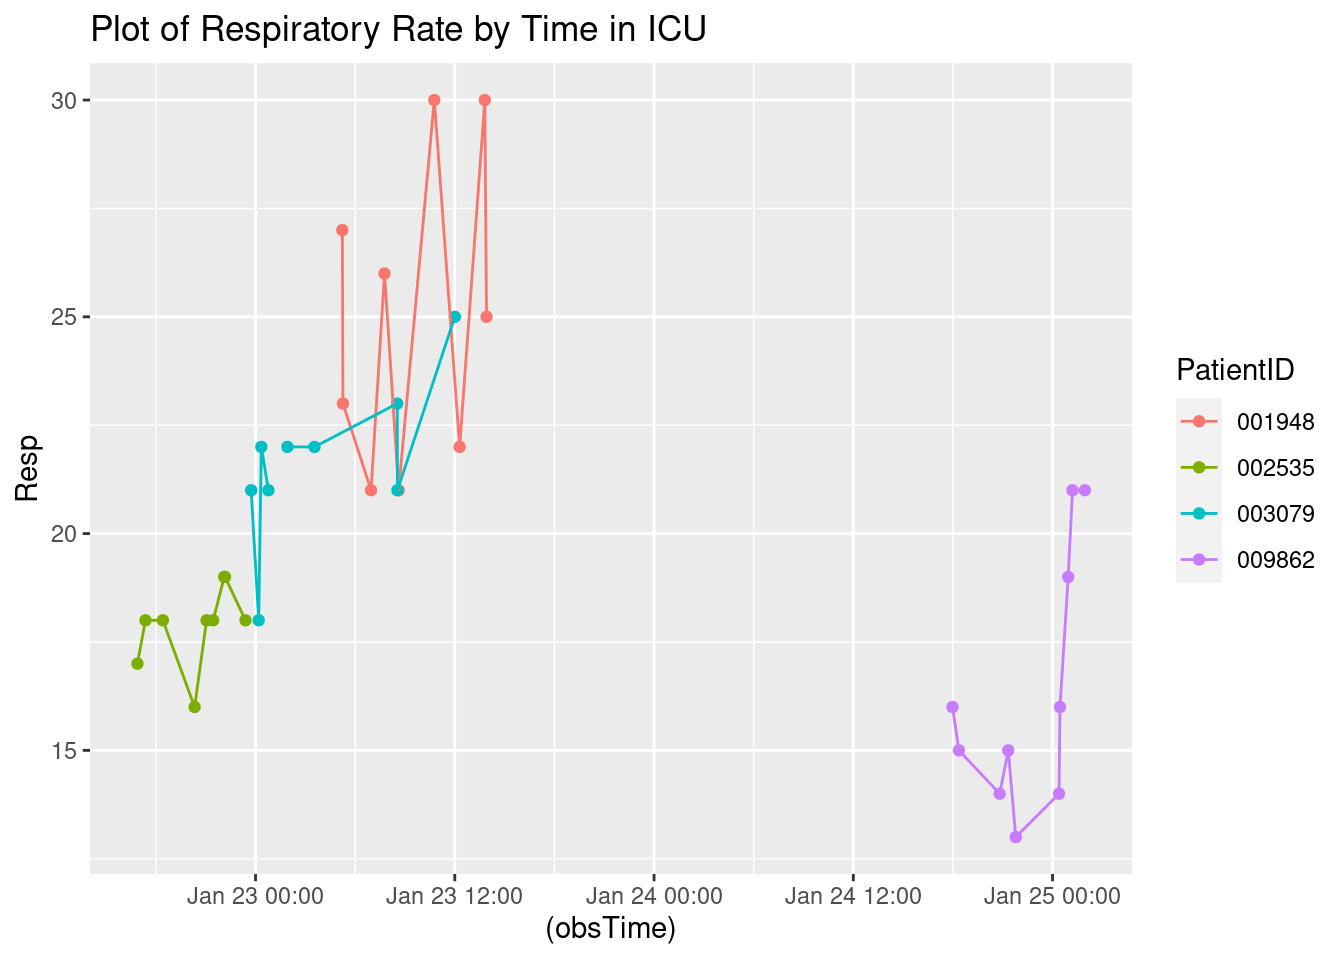 Plot of Respiratory Rate by Time in ICU
30
25
20
15
Resp
Jan 23 00:00 Jan 23 12:00 Jan 24 00:00 Jan 24 12:00 Jan 25 00:00
(obsTime)
PatientID
001948
002535
003079
009862